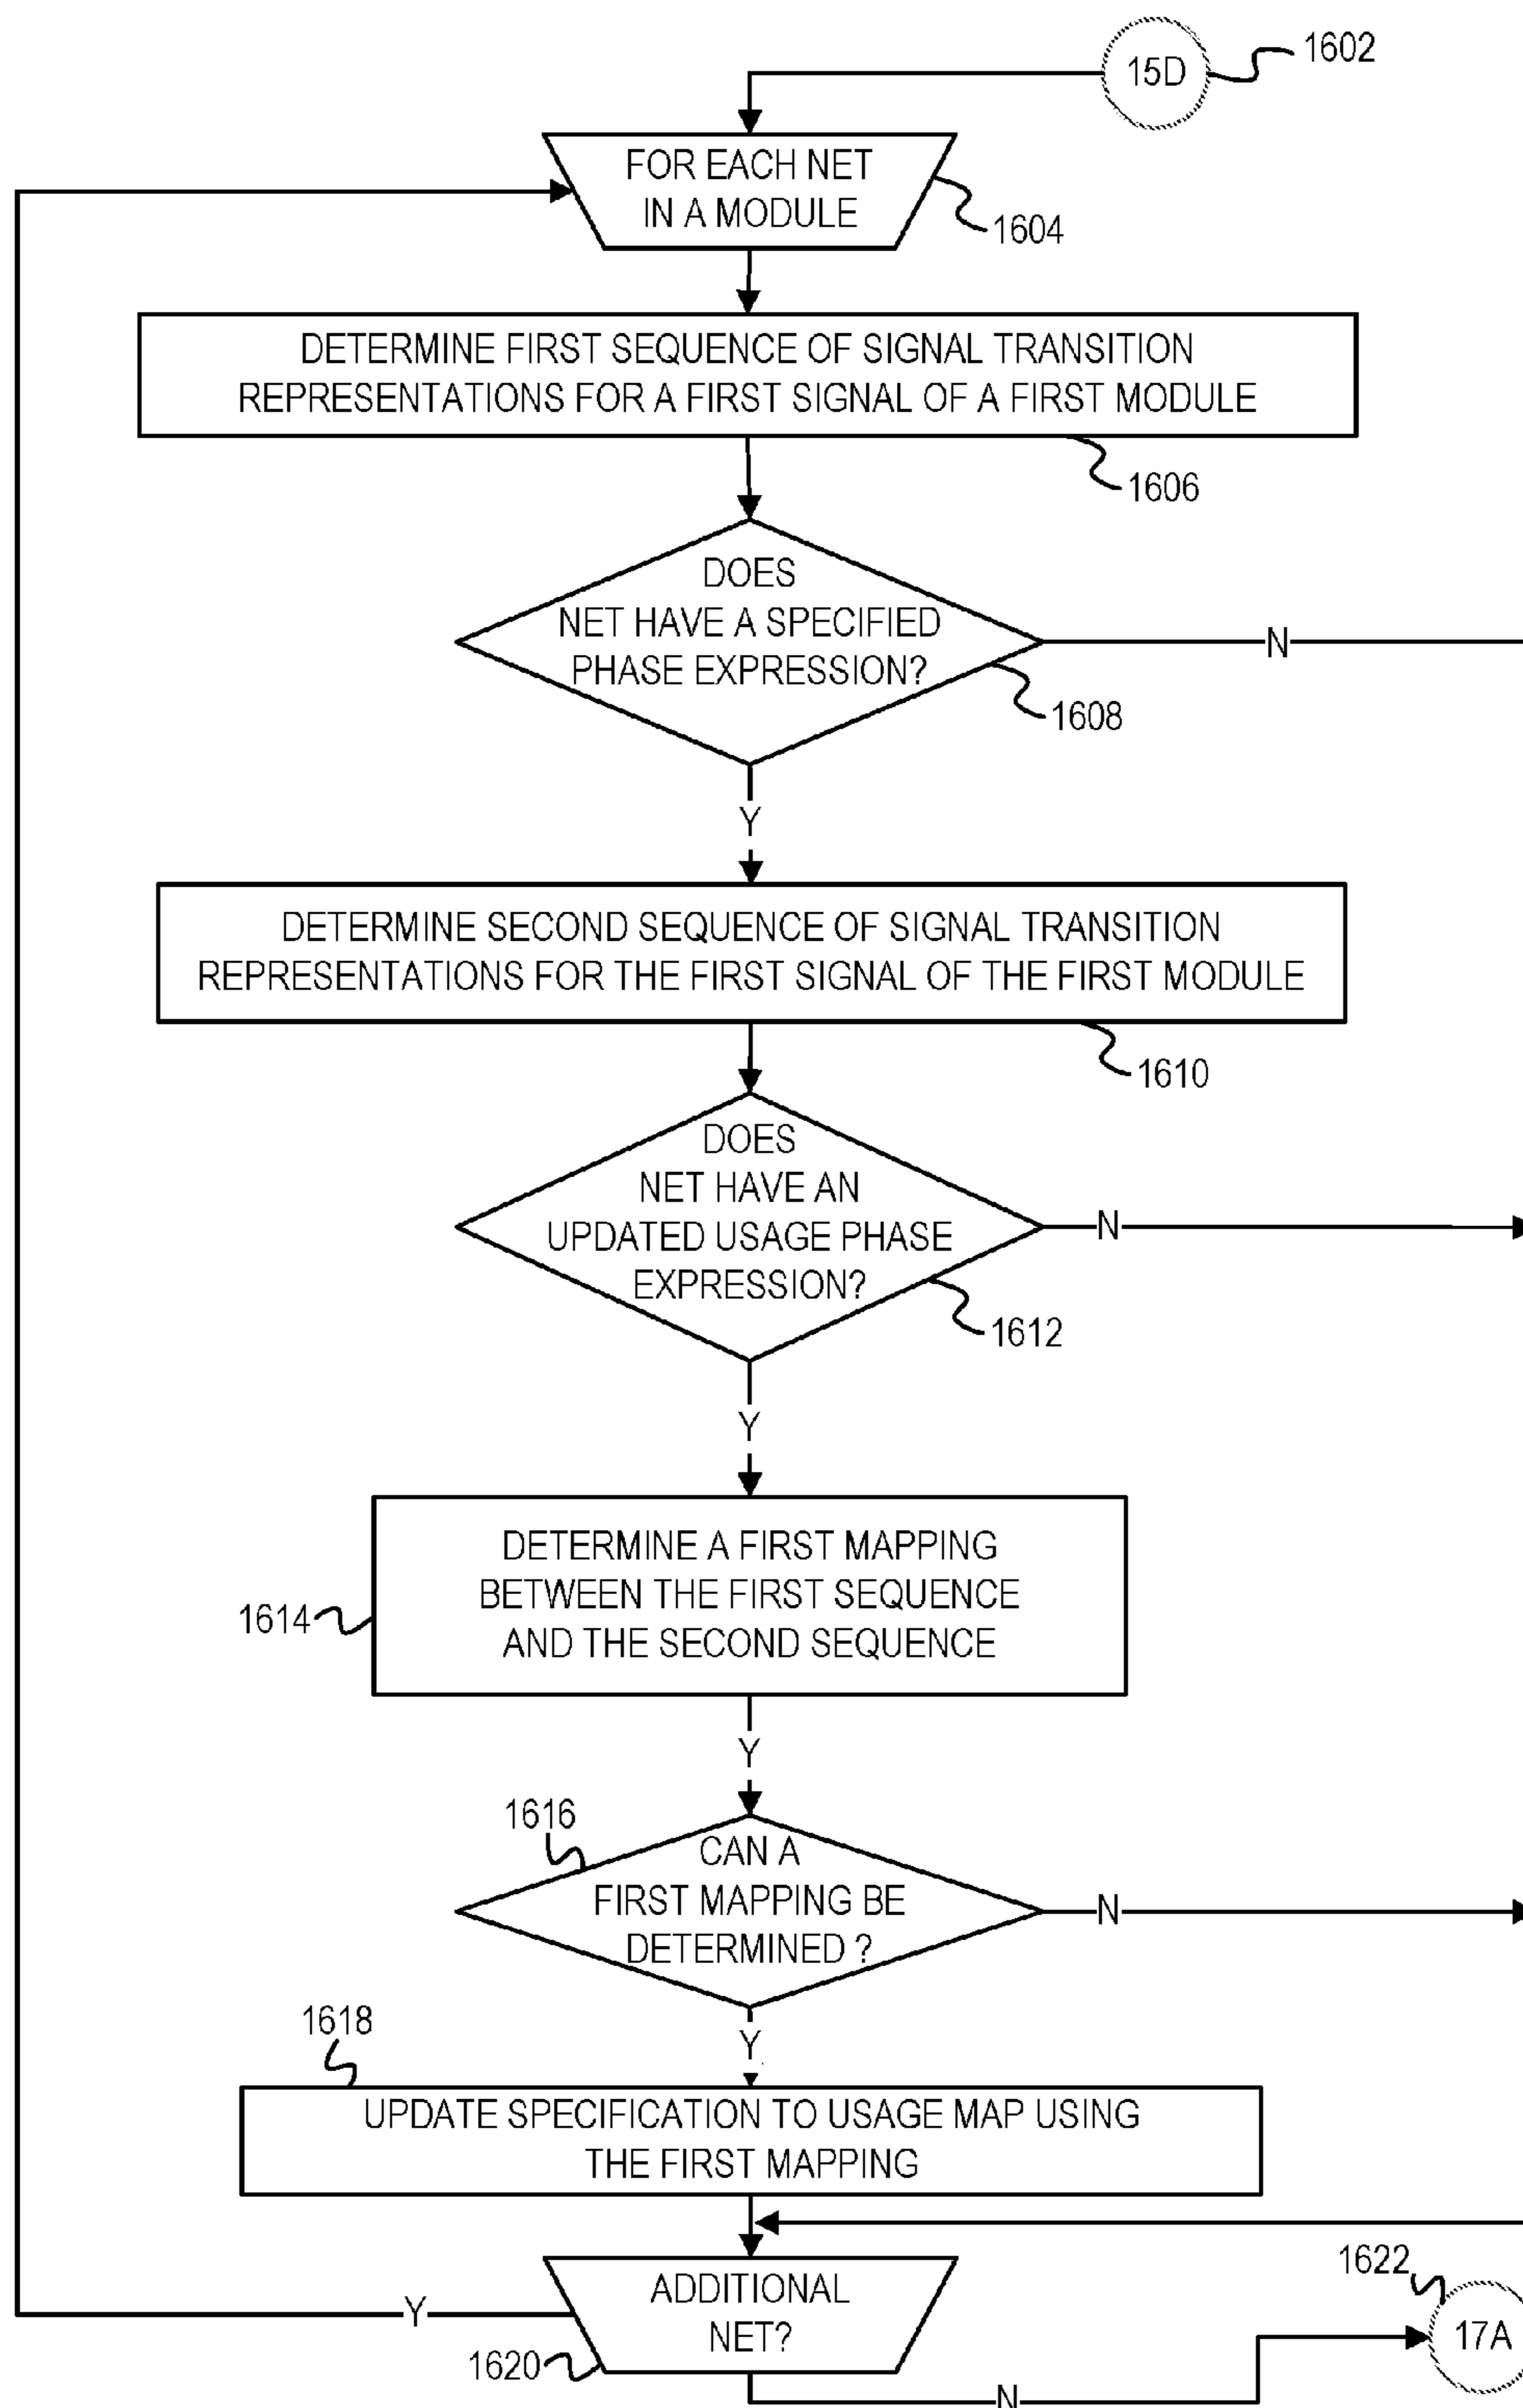 15D
1602
FOR EACH NET
IN A MODULE
1604
DETERMINE FIRST SEQUENCE OF SIGNAL TRANSITION
REPRESENTATIONS FOR A FIRST SIGNAL OF A FIRST MODULE
1606
DOES
NET HAVE A SPECIFIED
PHASE EXPRESSION?
N
1608
Y
DETERMINE SECOND SEQUENCE OF SIGNAL TRANSITION
REPRESENTATIONS FOR THE FIRST SIGNAL OF THE FIRST MODULE
1610
DOES
NET HAVE AN
UPDATED USAGE PHASE
EXPRESSION?
N
1612
Y
DETERMINE A FIRST MAPPING
BETWEEN THE FIRST SEQUENCE
AND THE SECOND SEQUENCE
1614
Y
1616
CAN A
FIRST MAPPING BE
DETERMINED ?
N
Y
1618
UPDATE SPECIFICATION TO USAGE MAP USING
THE FIRST MAPPING
ADDITIONAL
NET?
Y
1620
N
1622
17A